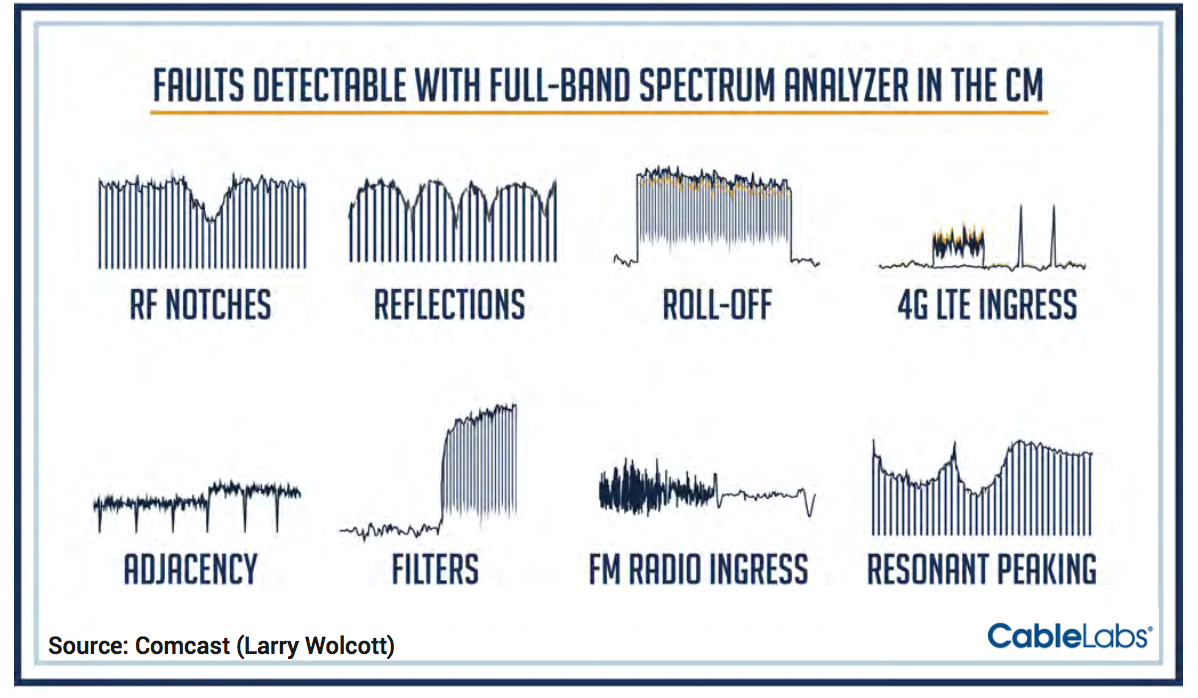 FAULTS DETECTABLE WITH FULL-BAND SPECTRUM ANALYZER IN THE CM
RF NOTCHES
REFLECTIONS
ROLL-OFF
4G LTE INGRESS
ADJACENCY
FILTERS
FM RADIO INGRESS
RESONANT PEAKING
Source: Comcast (Larry Wolcott)
CableLabs®